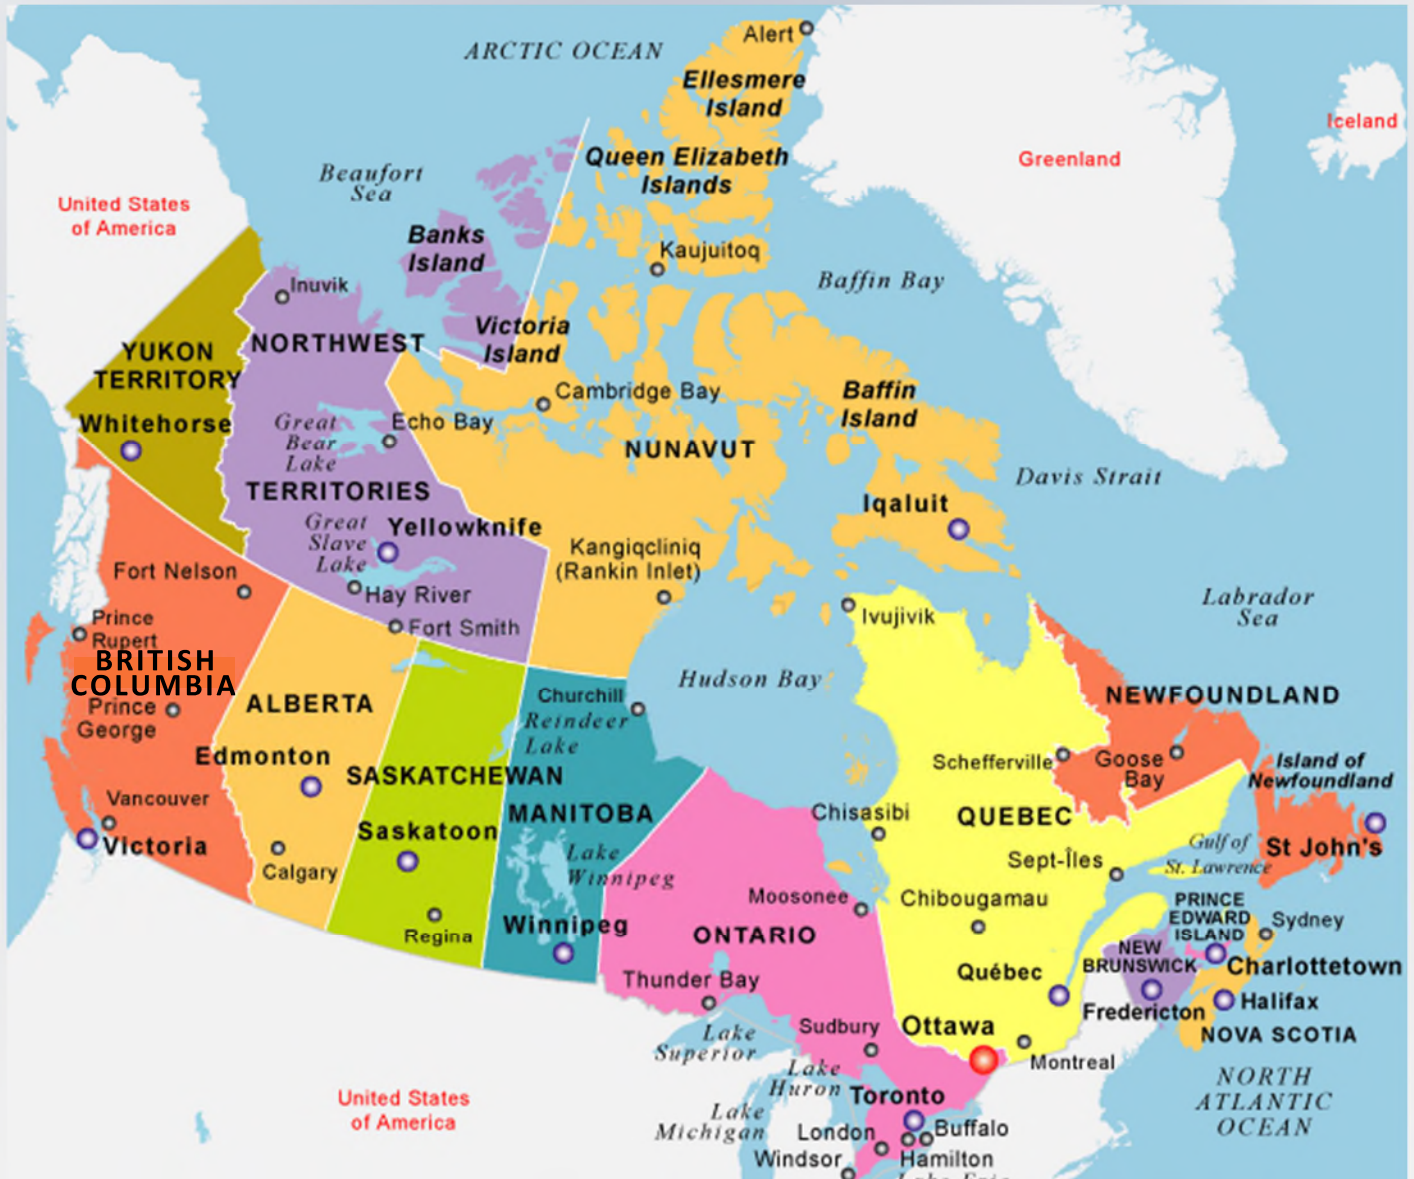 Alert
ARCTIC OCEAN
Ellesmere
Island
Iceland
Queen Elizabeth
Islands
Greenland
Beaufort
Sea
United States
of America
Banks
Island
Kaujuitoq
Baffin Bay
Inuvik
Victoria
Island
NORTHWEST
YUKON
TERRITORY
Cambridge Bay
Baffin
Island
Whitehorse
Great
Bear
Lake
Echo Bay
NUNAVUT
Davis Strait
TERRITORIES
Iqaluit
Great
Slave
Lake
Yellowknife
Kangiqcliniq
(Rankin Inlet)
Fort Nelson
Hay River
Labrador
Sea
Prince
Rupert
Fort Smith
Ivujivik
BRITISH
COLUMBIA
Hudson Bay
ALBERTA
Churchill
NEWFOUNDLAND
Prince
George
Reindeer
Lake
Edmonton
Schefferville
Goose
Bay
Island of
Newfoundland
SASKATCHEWAN
Vancouver
MANITOBA
Chisasibi
QUEBEC
Victoria
Saskatoon
Lake
Winnipeg
Gulf of
St. Lawrence
St John's
Calgary
Sept-Îles
Moosonee
Chibougamau
PRINCE
EDWARD
ISLAND
Sydney
Regina
Winnipeg
ONTARIO
NEW
BRUNSWICK
Charlottetown
Thunder Bay
Québec
Fredericton
Halifax
Lake
Superior
Sudbury
Ottawa
Montreal
NOVA SCOTIA
Lake
Huron
NORTH
ATLANTIC
OCEAN
United States
of America
Toronto
Lake
Michigan
London
Buffalo
Windsor
Hamilton
Lake Erie